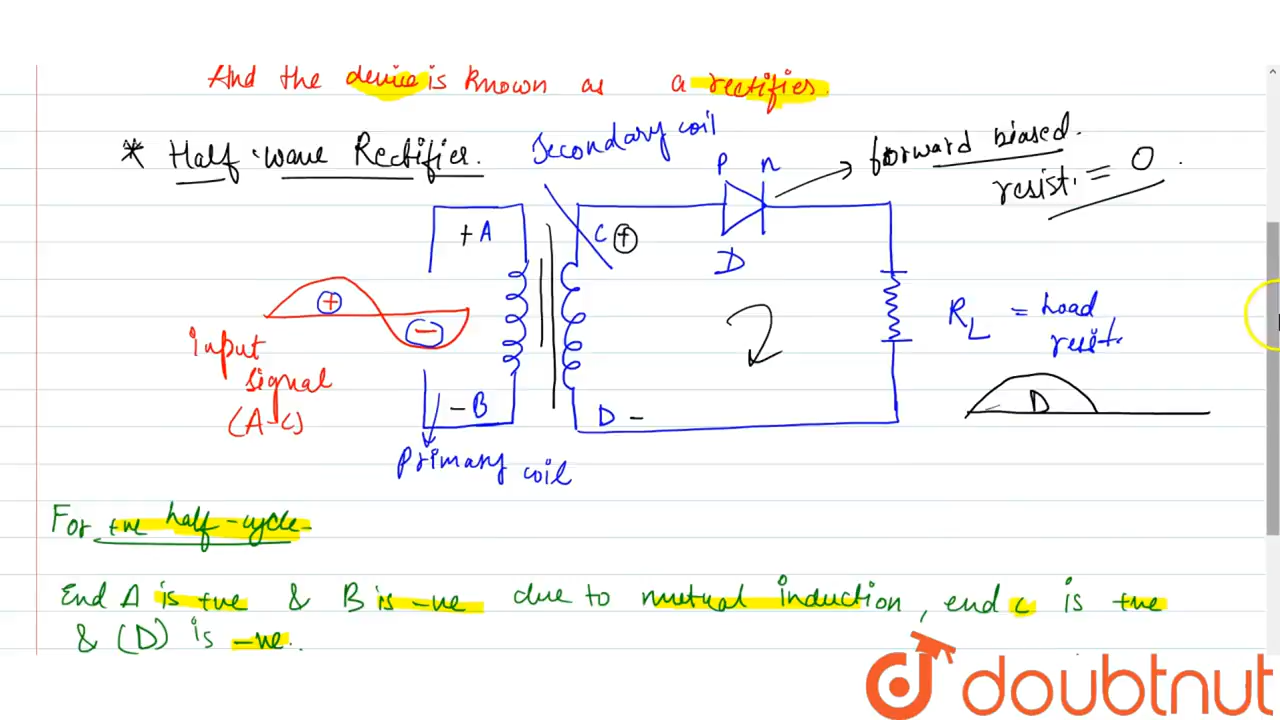 And the device is known as a rectifier.
* Half-wave Rectifier.
Secondary coil
P n
forward biased.
resist. = 0.
+ A
C +
D
+
−
input
signal
(A-C)
RL = Load
resist.
D
− B
D −
Primary coil
For +ve half-cycle-
End A is +ve & B is -ve due to mutual induction, end c is +ve
& (D) is -ve.
doubtnut